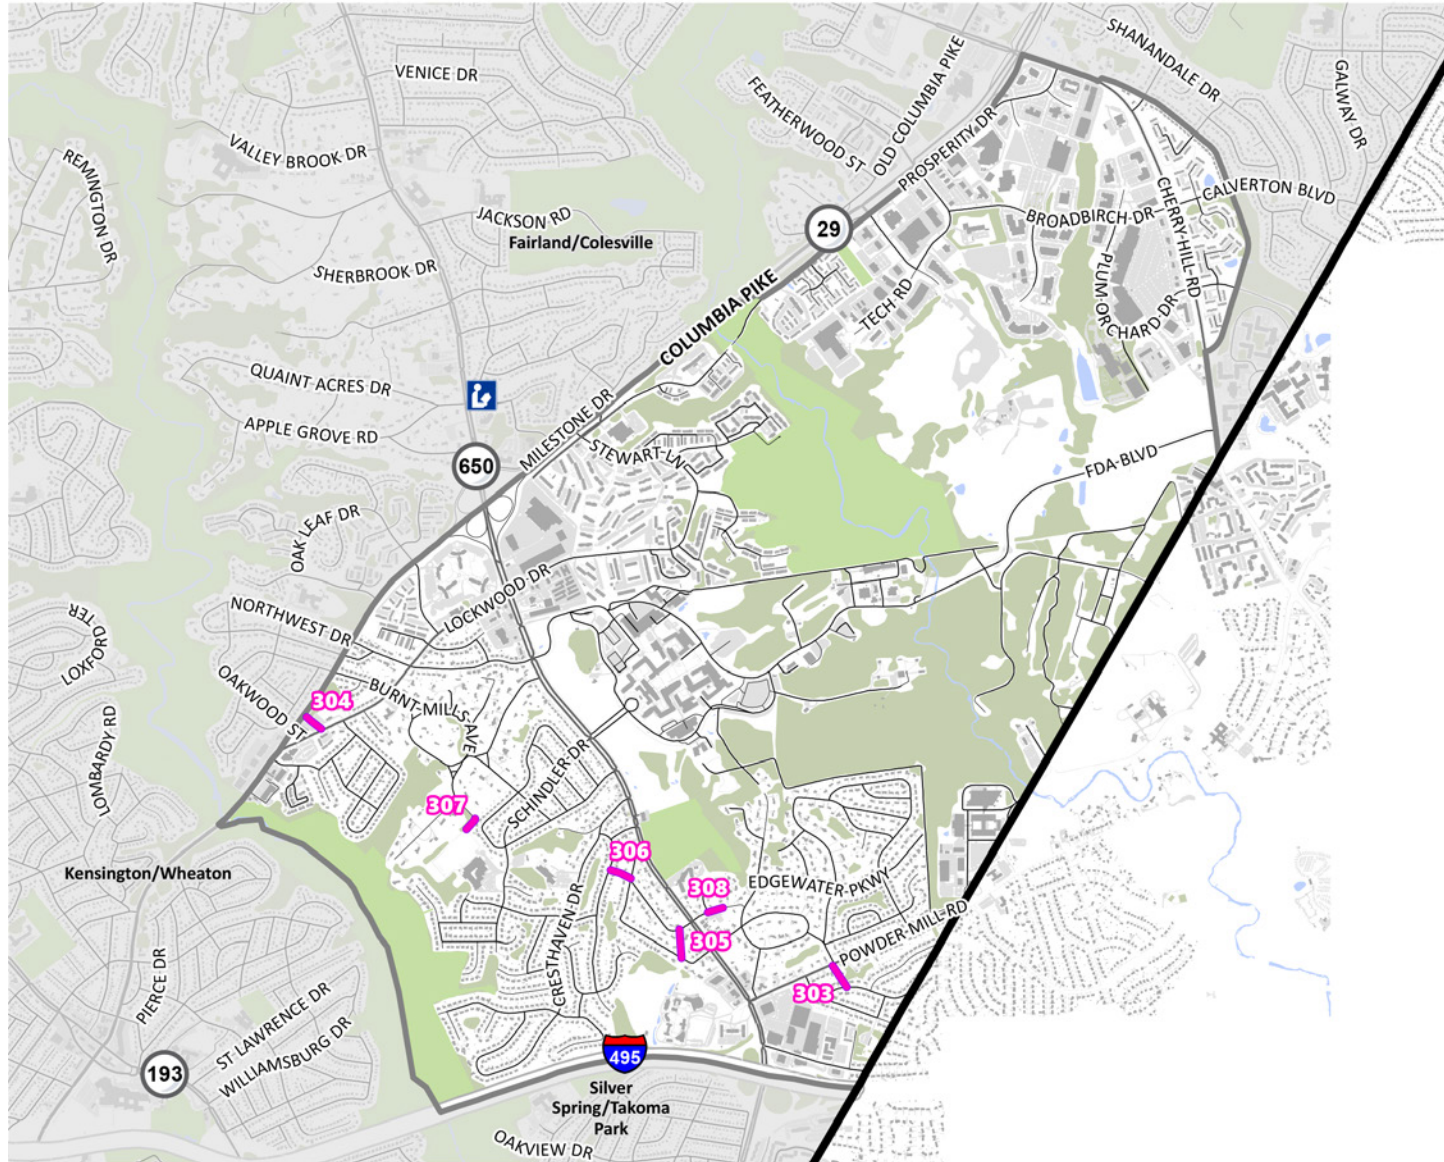 SHANANDALE DR
GALWAY DR
OLD COLUMBIA PIKE
VENICE DR
FEATHERWOOD ST
PROSPERITY DR
VALLEY BROOK DR
REMINGTON DR
CALVERTON BLVD
CHERRY HILL RD
BROADBIRCH DR
JACKSON RD
Fairland/Colesville
29
SHERBROOK DR
PLUM ORCHARD DR
TECH RD
COLUMBIA PIKE
QUAINT ACRES DR
MILESTONE DR
APPLE GROVE RD
STEWART LN
650
FDA BLVD
OAK LEAF DR
LOCKWOOD DR
NORTHWEST DR
LOXFORD TER
OAKWOOD ST
BURNT MILLS AVE
304
LOMBARDY RD
SCHINDLER DR
307
306
Kensington/Wheaton
EDGEWATER PKWY
308
CRESTHAVEN DR
305
POWDER MILL RD
303
PIERCE DR
ST LAWRENCE DR
WILLIAMSBURG DR
193
495
Silver
Spring/Takoma
Park
OAKVIEW DR